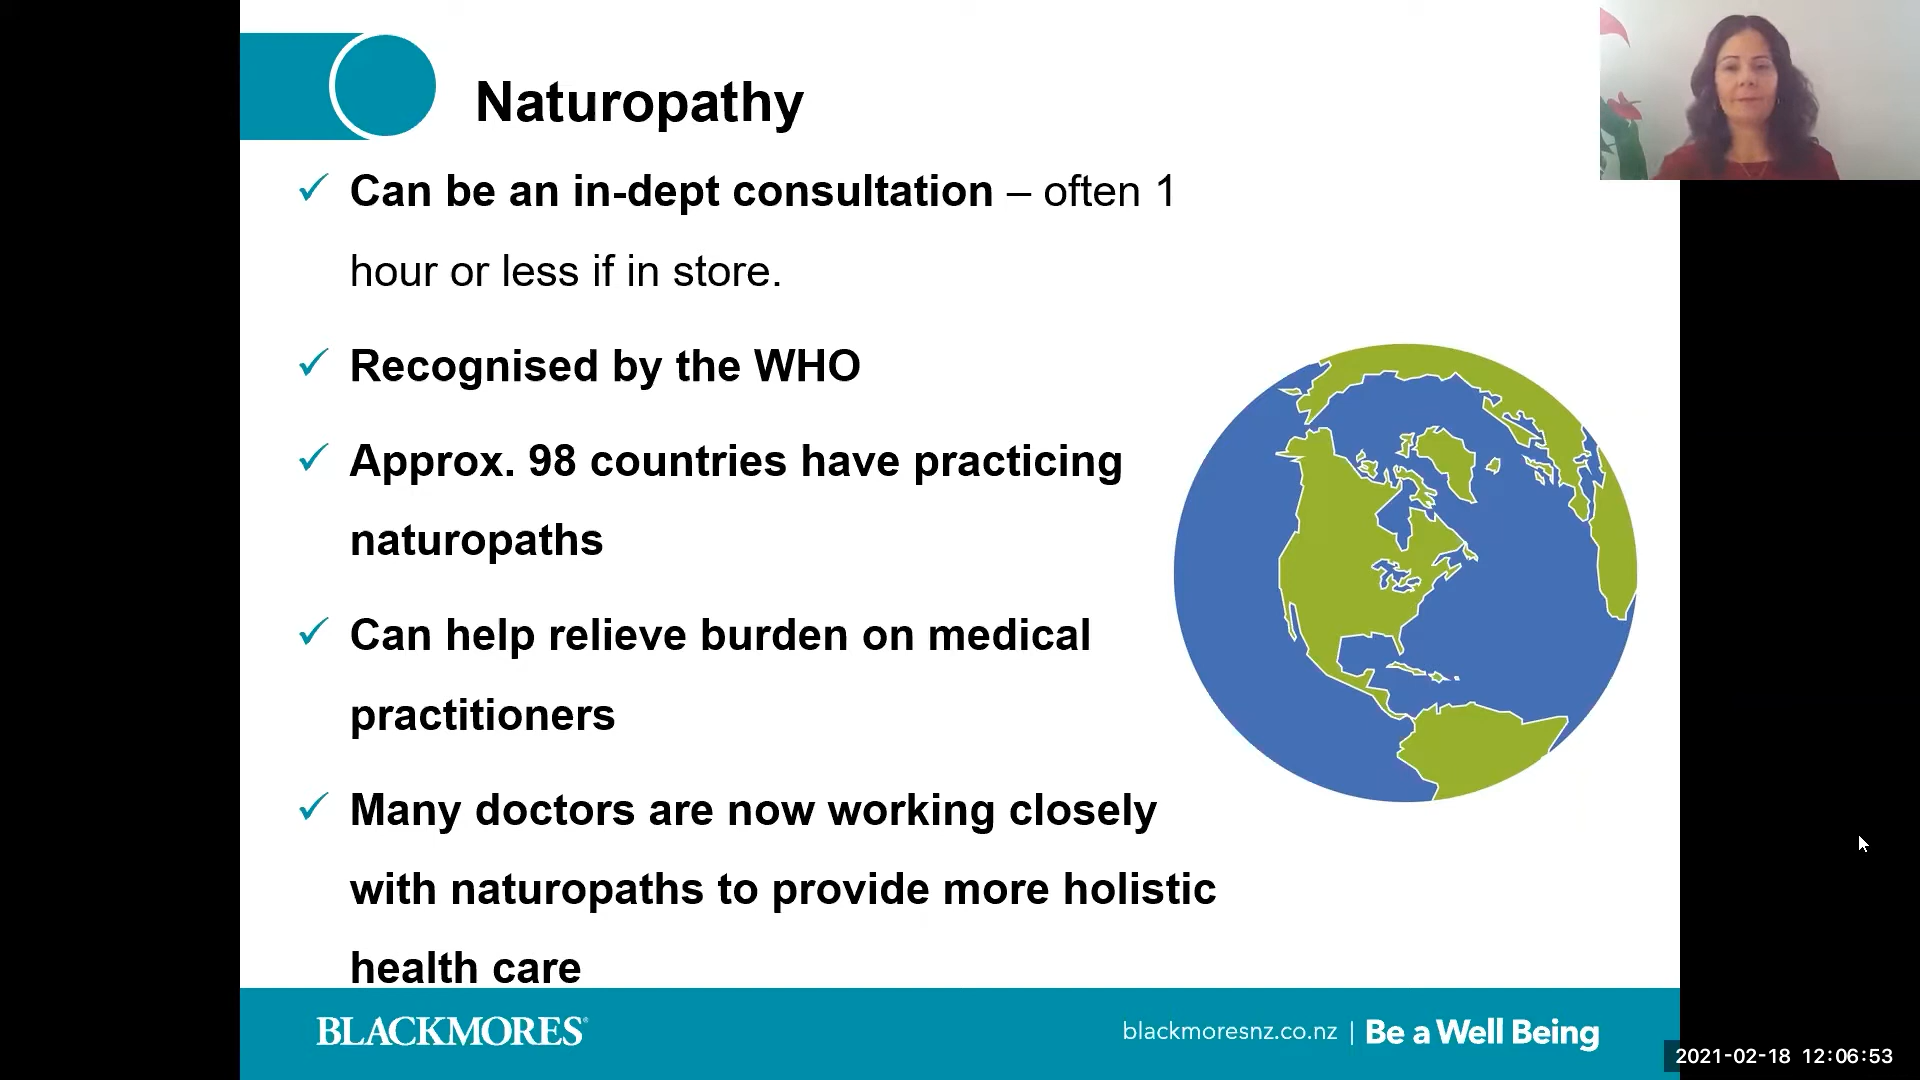 Naturopathy
✓ Can be an in-dept consultation – often 1
hour or less if in store.
✓ Recognised by the WHO
✓ Approx. 98 countries have practicing
naturopaths
✓ Can help relieve burden on medical
practitioners
✓ Many doctors are now working closely
with naturopaths to provide more holistic
health care
BLACKMORES®
blackmoresnz.co.nz | Be a Well Being
2021-02-18 12:06:53